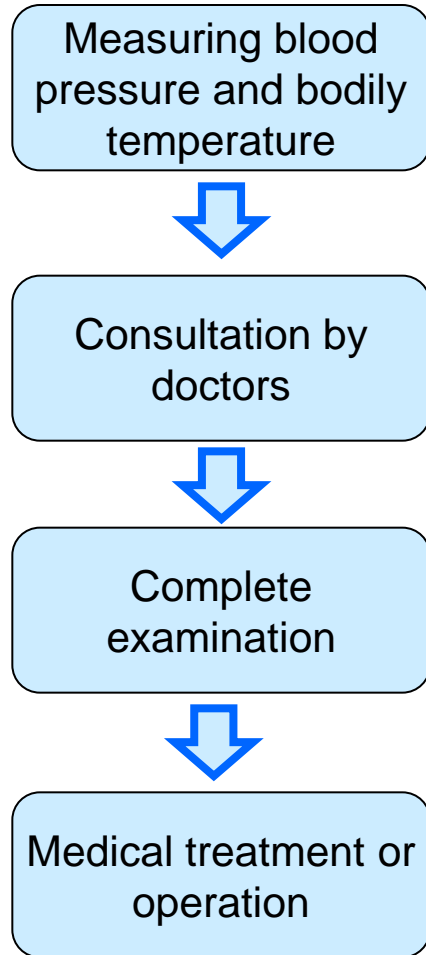 Measuring blood
pressure and bodily
temperature
Consultation by
doctors
Complete
examination
Medical treatment or
operation